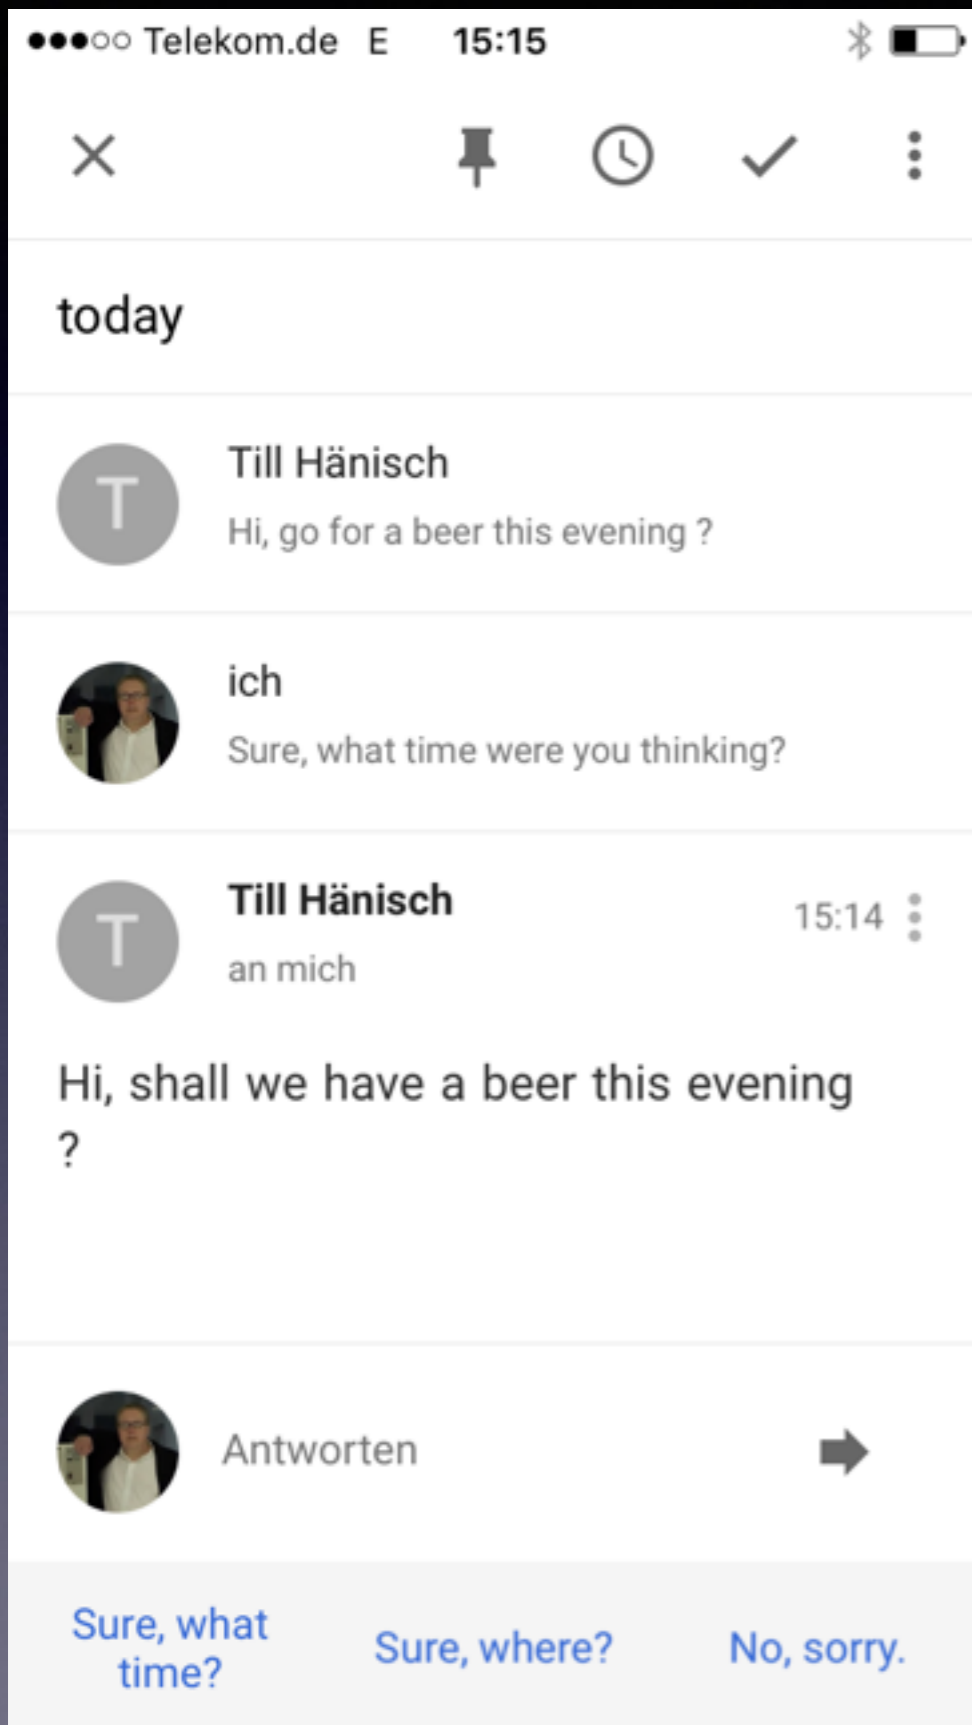 Telekom.de E 15:15
today
T
Till Hänisch
Hi, go for a beer this evening ?
ich
Sure, what time were you thinking?
T
Till Hänisch
15:14
an mich
Hi, shall we have a beer this evening
?
Antworten
Sure, what
time?
Sure, where?
No, sorry.